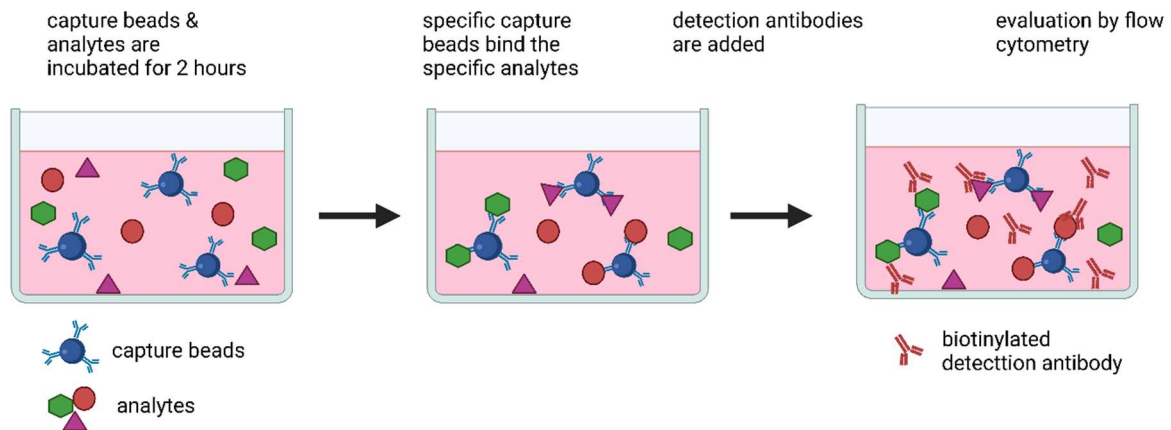 capture beads &
analytes are
incubated for 2 hours
specific capture
beads bind the
specific analytes
detection antibodies
are added
evaluation by flow
cytometry
capture beads
analytes
biotinylated
detecttion antibody